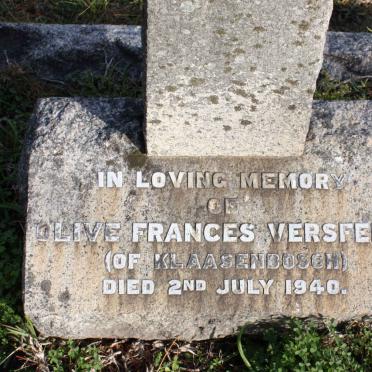 IN LOVING MEMORY
OF
OLIVE FRANCES VERSFE
(OF KLAASENBOSCH)
DIED 2ND JULY 1940.